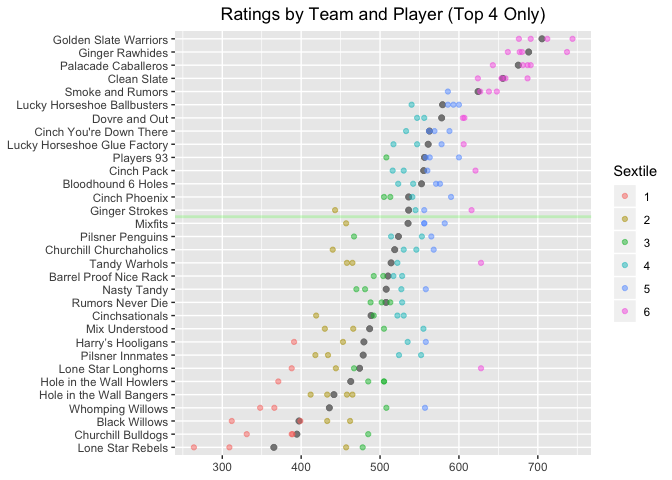 Ratings by Team and Player (Top 4 Only)
Golden Slate Warriors
Ginger Rawhides
Palacade Caballeros
Clean Slate
Smoke and Rumors
Lucky Horseshoe Ballbusters
Dovre and Out
Cinch You're Down There
Lucky Horseshoe Glue Factory
Players 93
Cinch Pack
Bloodhound 6 Holes
Cinch Phoenix
Ginger Strokes
Mixfits
Pilsner Penguins
Churchill Churchaholics
Tandy Warhols
Barrel Proof Nice Rack
Nasty Tandy
Rumors Never Die
Cinchsationals
Mix Understood
Harry's Hooligans
Pilsner Innmates
Lone Star Longhorns
Hole in the Wall Howlers
Hole in the Wall Bangers
Whomping Willows
Black Willows
Churchill Bulldogs
Lone Star Rebels
300 400 500 600 700
Sextile
1
2
3
4
5
6